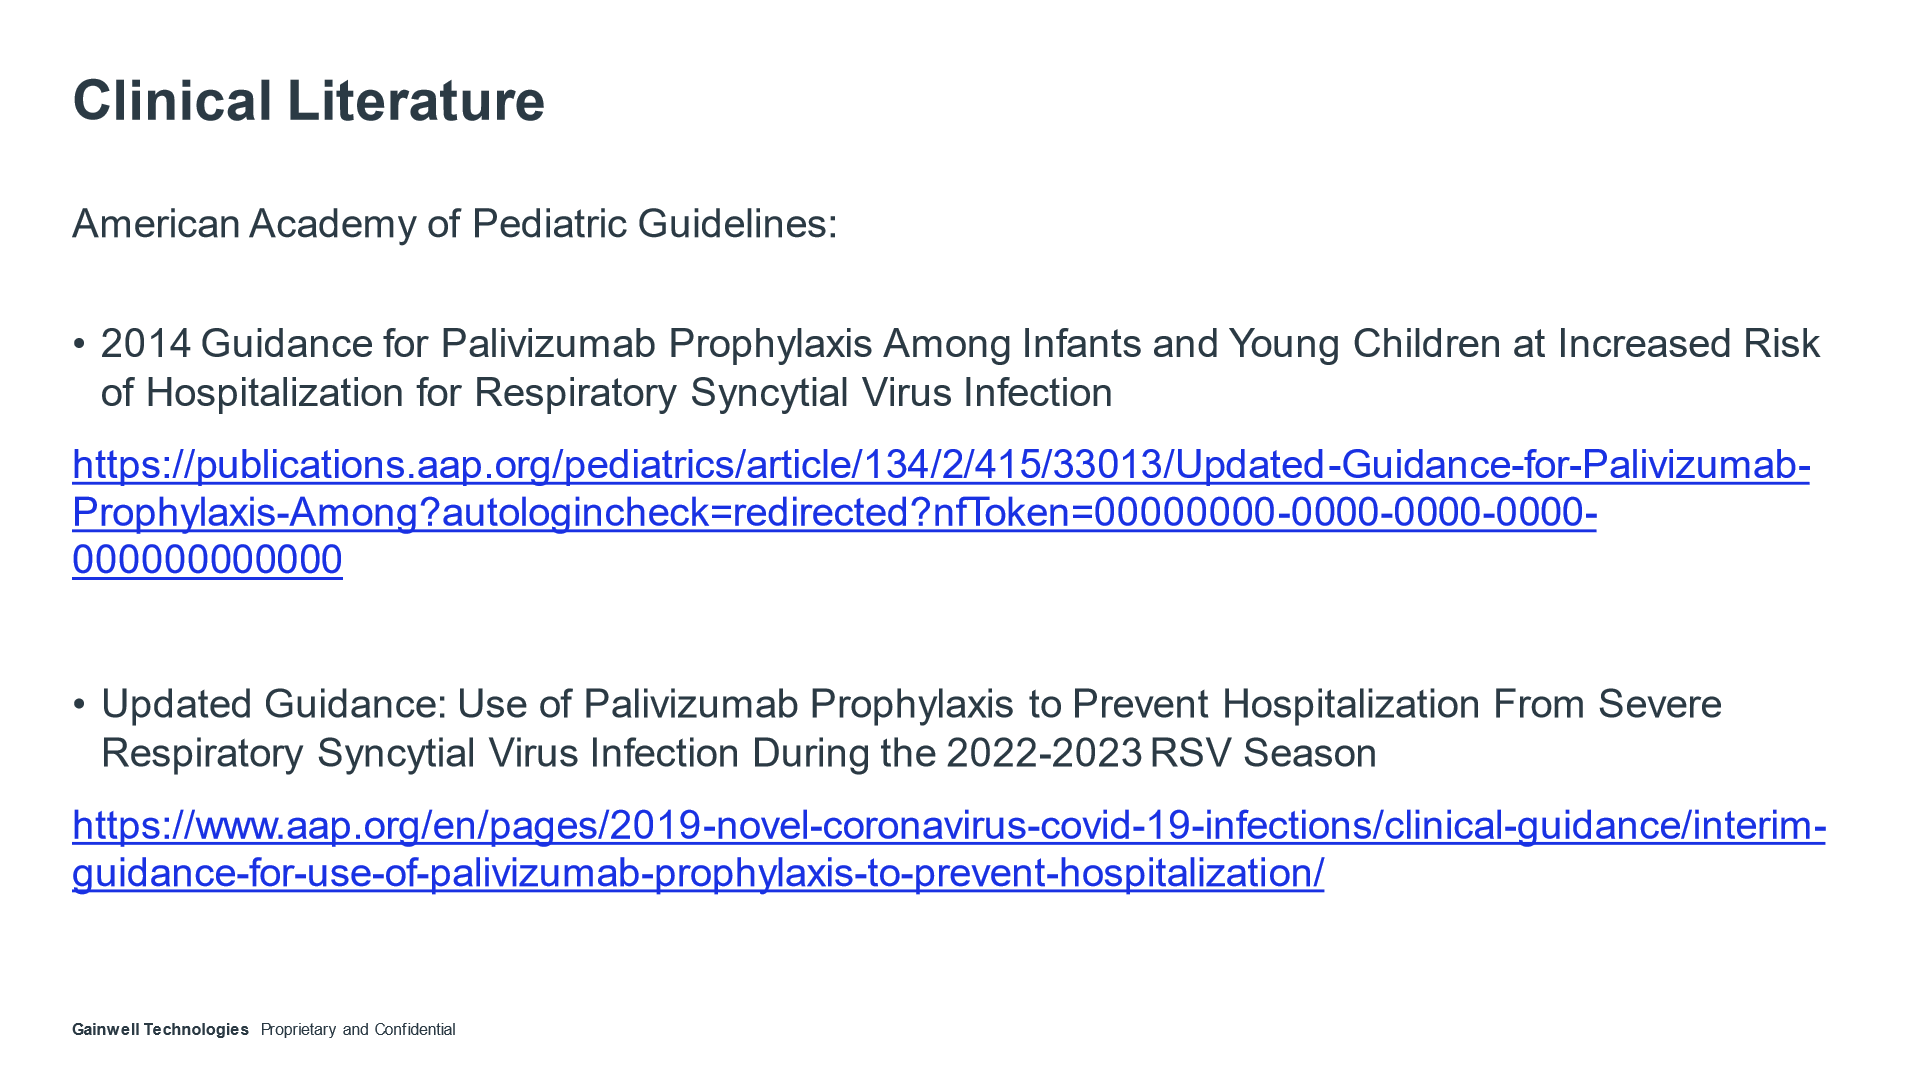 Clinical Literature
American Academy of Pediatric Guidelines:
• 2014 Guidance for Palivizumab Prophylaxis Among Infants and Young Children at Increased Risk
of Hospitalization for Respiratory Syncytial Virus Infection
https://publications.aap.org/pediatrics/article/134/2/415/33013/Updated-Guidance-for-Palivizumab-
Prophylaxis-Among?autologincheck=redirected?nfToken=00000000-0000-0000-0000-
000000000000
• Updated Guidance: Use of Palivizumab Prophylaxis to Prevent Hospitalization From Severe
Respiratory Syncytial Virus Infection During the 2022-2023 RSV Season
https://www.aap.org/en/pages/2019-novel-coronavirus-covid-19-infections/clinical-guidance/interim-
guidance-for-use-of-palivizumab-prophylaxis-to-prevent-hospitalization/
Gainwell Technologies Proprietary and Confidential